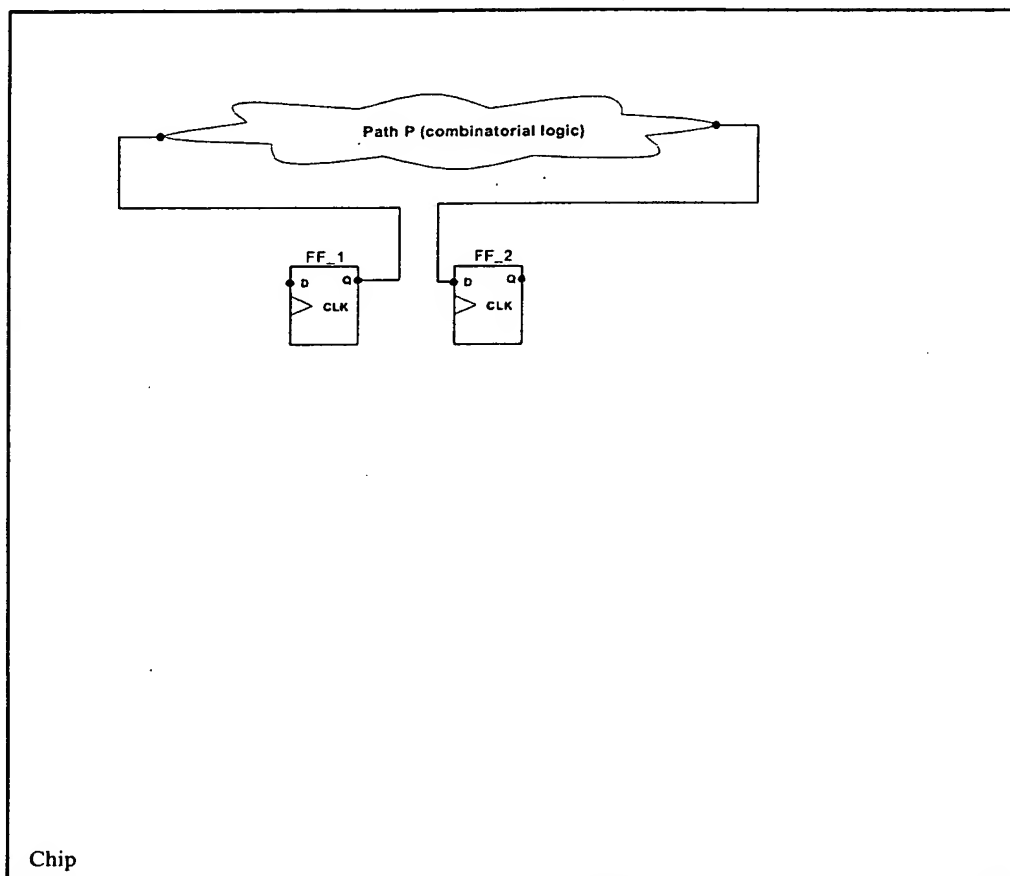 Path P (combinatorial logic)
FF_1
FF_2
D Q
D Q
CLK
CLK
Chip